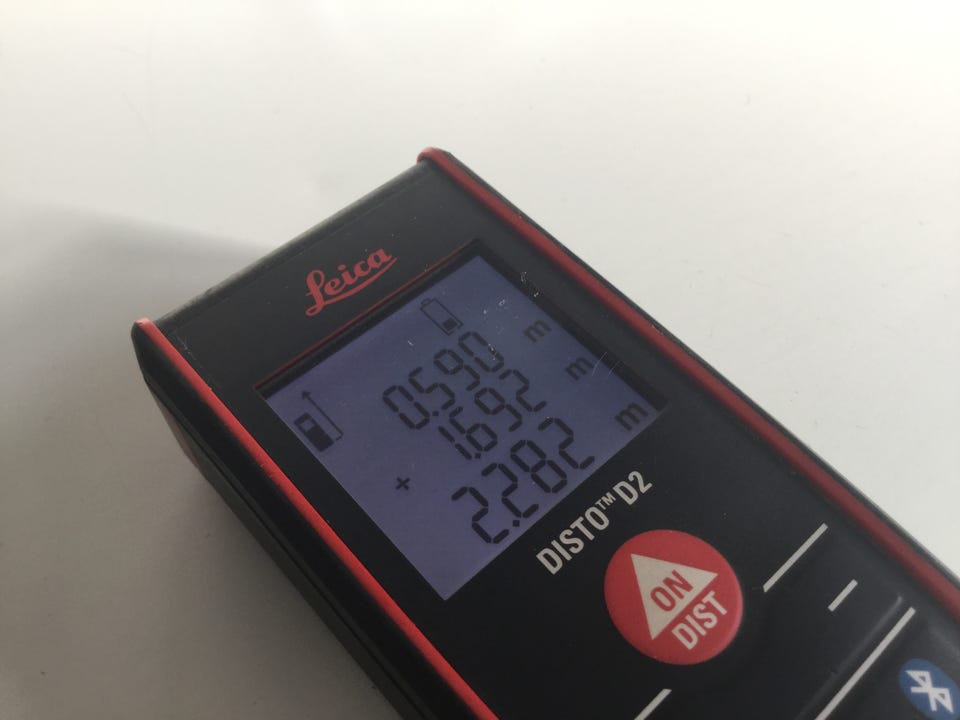 Leica
0.590 m
1.692 m
+ 2.282 m
DISTO™ D2
ON
DIST